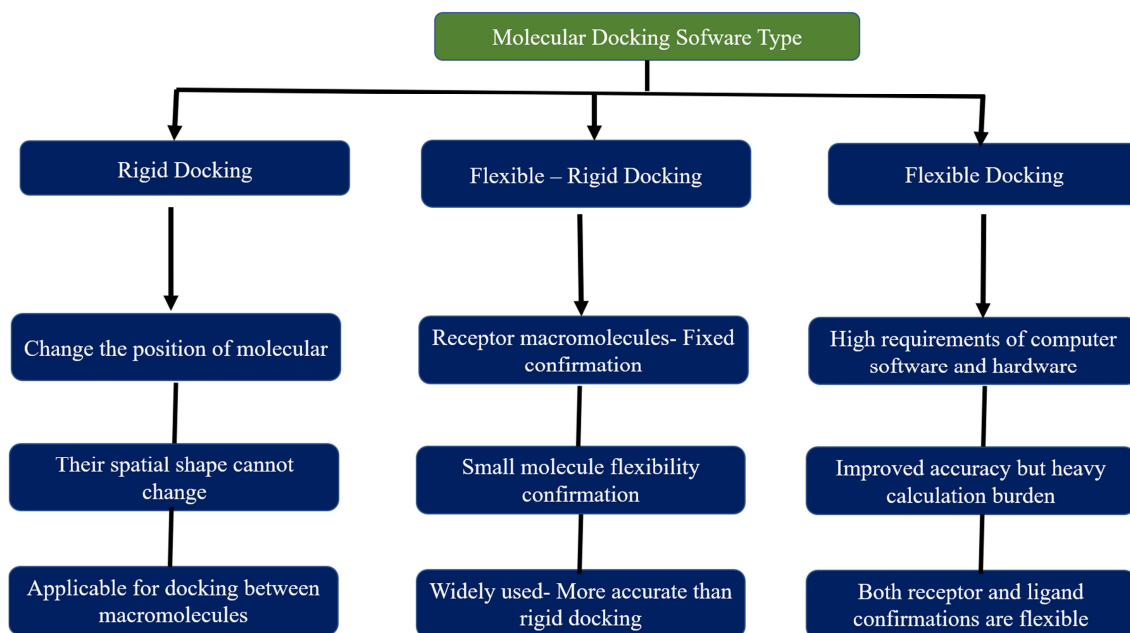 Molecular Docking Sofware Type
Rigid Docking
Flexible – Rigid Docking
Flexible Docking
Change the position of molecular
Receptor macromolecules- Fixed
confirmation
High requirements of computer
software and hardware
Their spatial shape cannot
change
Small molecule flexibility
confirmation
Improved accuracy but heavy
calculation burden
Applicable for docking between
macromolecules
Widely used- More accurate than
rigid docking
Both receptor and ligand
confirmations are flexible